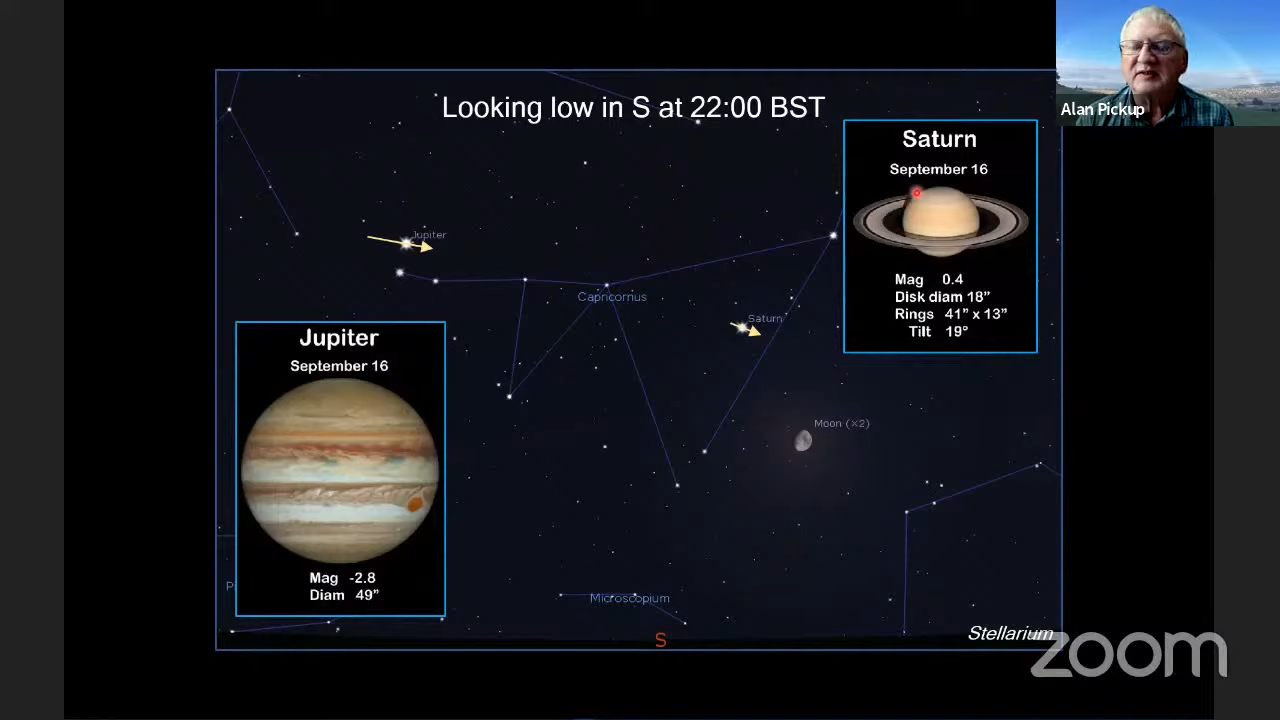 Alan Pickup
Looking low in S at 22:00 BST
Saturn
September 16
Mag 0.4
Disk diam 18”
Rings 41” x 13”
Tilt 19°
Jupiter
Capricornus
Saturn
Jupiter
September 16
Mag -2.8
Diam 49”
Moon (×2)
P
Microscopium
S
Stellarium
zoom